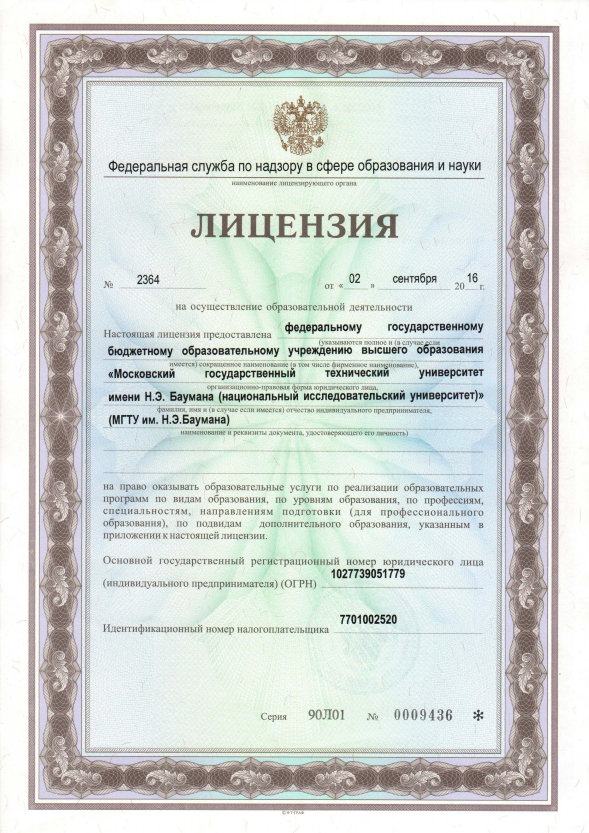 Федеральная служба по надзору в сфере образования и науки
наименование лицензирующего органа
ЛИЦЕНЗИЯ
№ 2364 от « 02 » сентября 20 16 г.
на осуществление образовательной деятельности
Настоящая лицензия предоставлена федеральному государственному
(указываются полное и (в случае если
бюджетному образовательному учреждению высшего образования
имеется) сокращенное наименование (в том числе фирменное наименование),
«Московский государственный технический университет
организационно-правовая форма юридического лица,
имени Н.Э. Баумана (национальный исследовательский университет)»
фамилия, имя и (в случае если имеется) отчество индивидуального предпринимателя,
(МГТУ им. Н.Э.Баумана)
наименование и реквизиты документа, удостоверяющего его личность)
на право оказывать образовательные услуги по реализации образовательных
программ по видам образования, по уровням образования, по профессиям,
специальностям, направлениям подготовки (для профессионального
образования), по подвидам дополнительного образования, указанным в
приложении к настоящей лицензии.
Основной государственный регистрационный номер юридического лица
(индивидуального предпринимателя) (ОГРН) 1027739051779
Идентификационный номер налогоплательщика 7701002520
Серия 90Л01 № 0009436 *